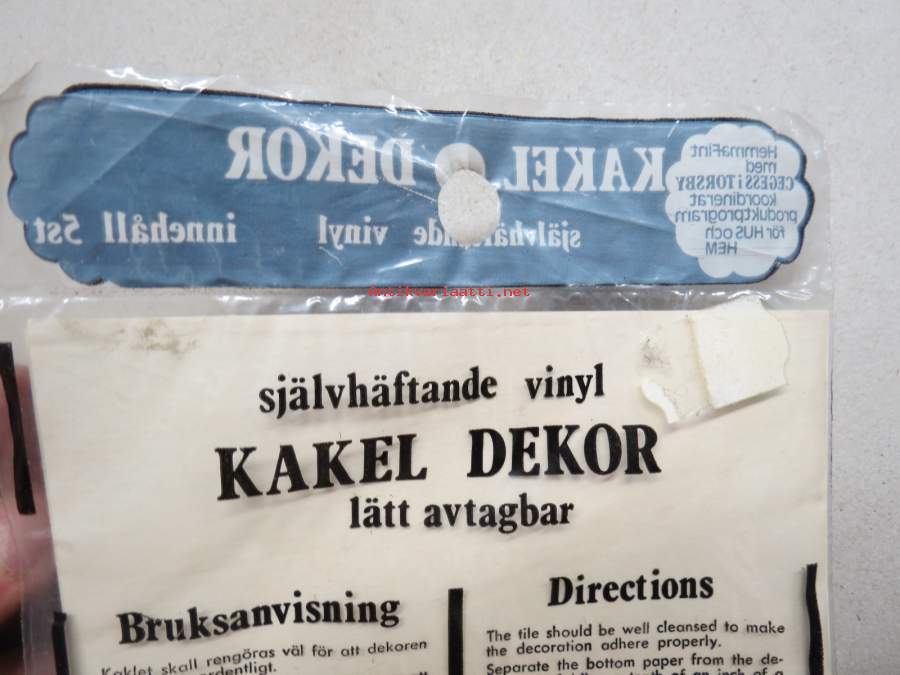 KAKEL DEKOR
självhäftande vinyl innehåll 5st
HemmaFint
med
CEGESS i TORSBY
koordinerat
produktprogram
för HUS och
HEM
antikvariaatti.net
självhäftande vinyl
KAKEL DEKOR
lätt avtagbar
Bruksanvisning
Kaklet skall rengöras väl för att dekoren
Directions
The tile should be well cleansed to make
the decoration adhere properly.
Separate the bottom paper from the de-